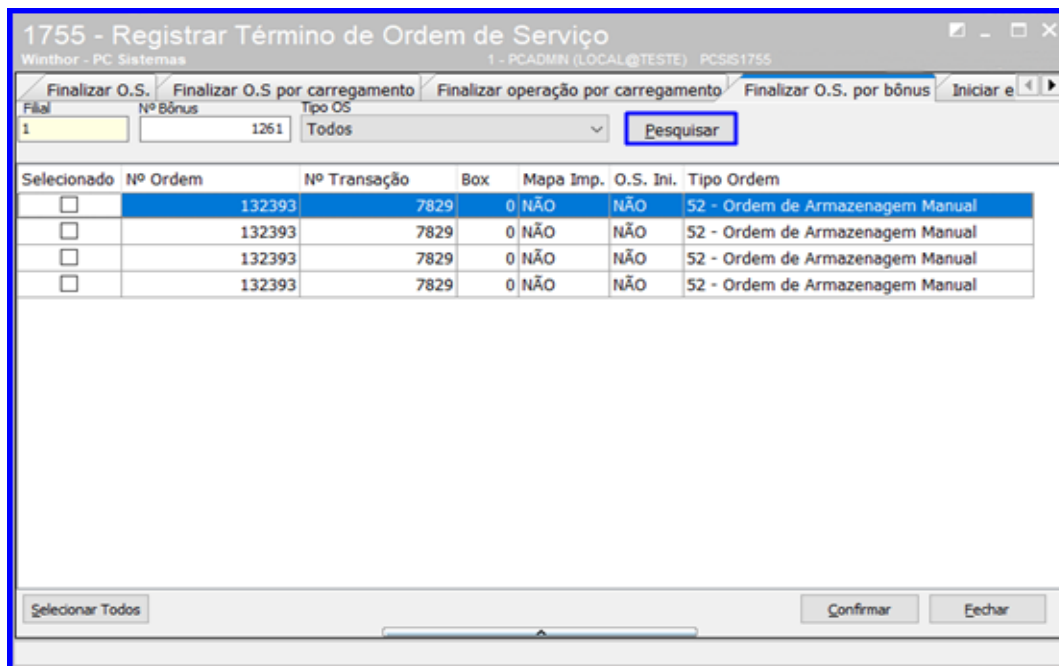 1755 - Registrar Término de Ordem de Serviço
Winthor - PC Sistemas 1 - PCADMIN (LOCAL@TESTE) PCSIS1755
Finalizar O.S. Finalizar O.S por carregamento Finalizar operação por carregamento Finalizar O.S. por bônus Iniciar e
Filial Nº Bônus Tipo OS
1 1261 Todos Pesquisar
Selecionado Nº Ordem Nº Transação Box Mapa Imp. O.S. Ini. Tipo Ordem
132393 7829 0 NÃO NÃO 52 - Ordem de Armazenagem Manual
132393 7829 0 NÃO NÃO 52 - Ordem de Armazenagem Manual
132393 7829 0 NÃO NÃO 52 - Ordem de Armazenagem Manual
132393 7829 0 NÃO NÃO 52 - Ordem de Armazenagem Manual
Selecionar Todos Confirmar Fechar